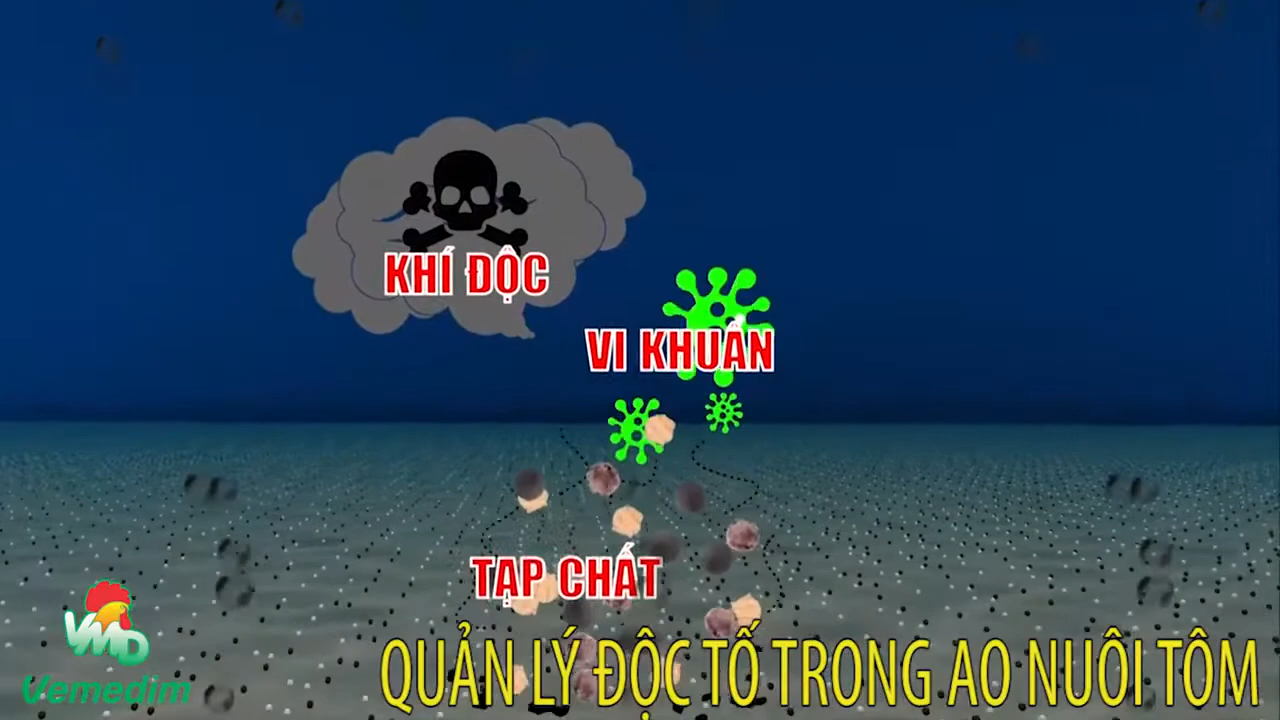 KHÍ ĐỘC
VI KHUẨN
TẠP CHẤT
VMD
Vemedim
QUẢN LÝ ĐỘC TỐ TRONG AO NUÔI TÔM